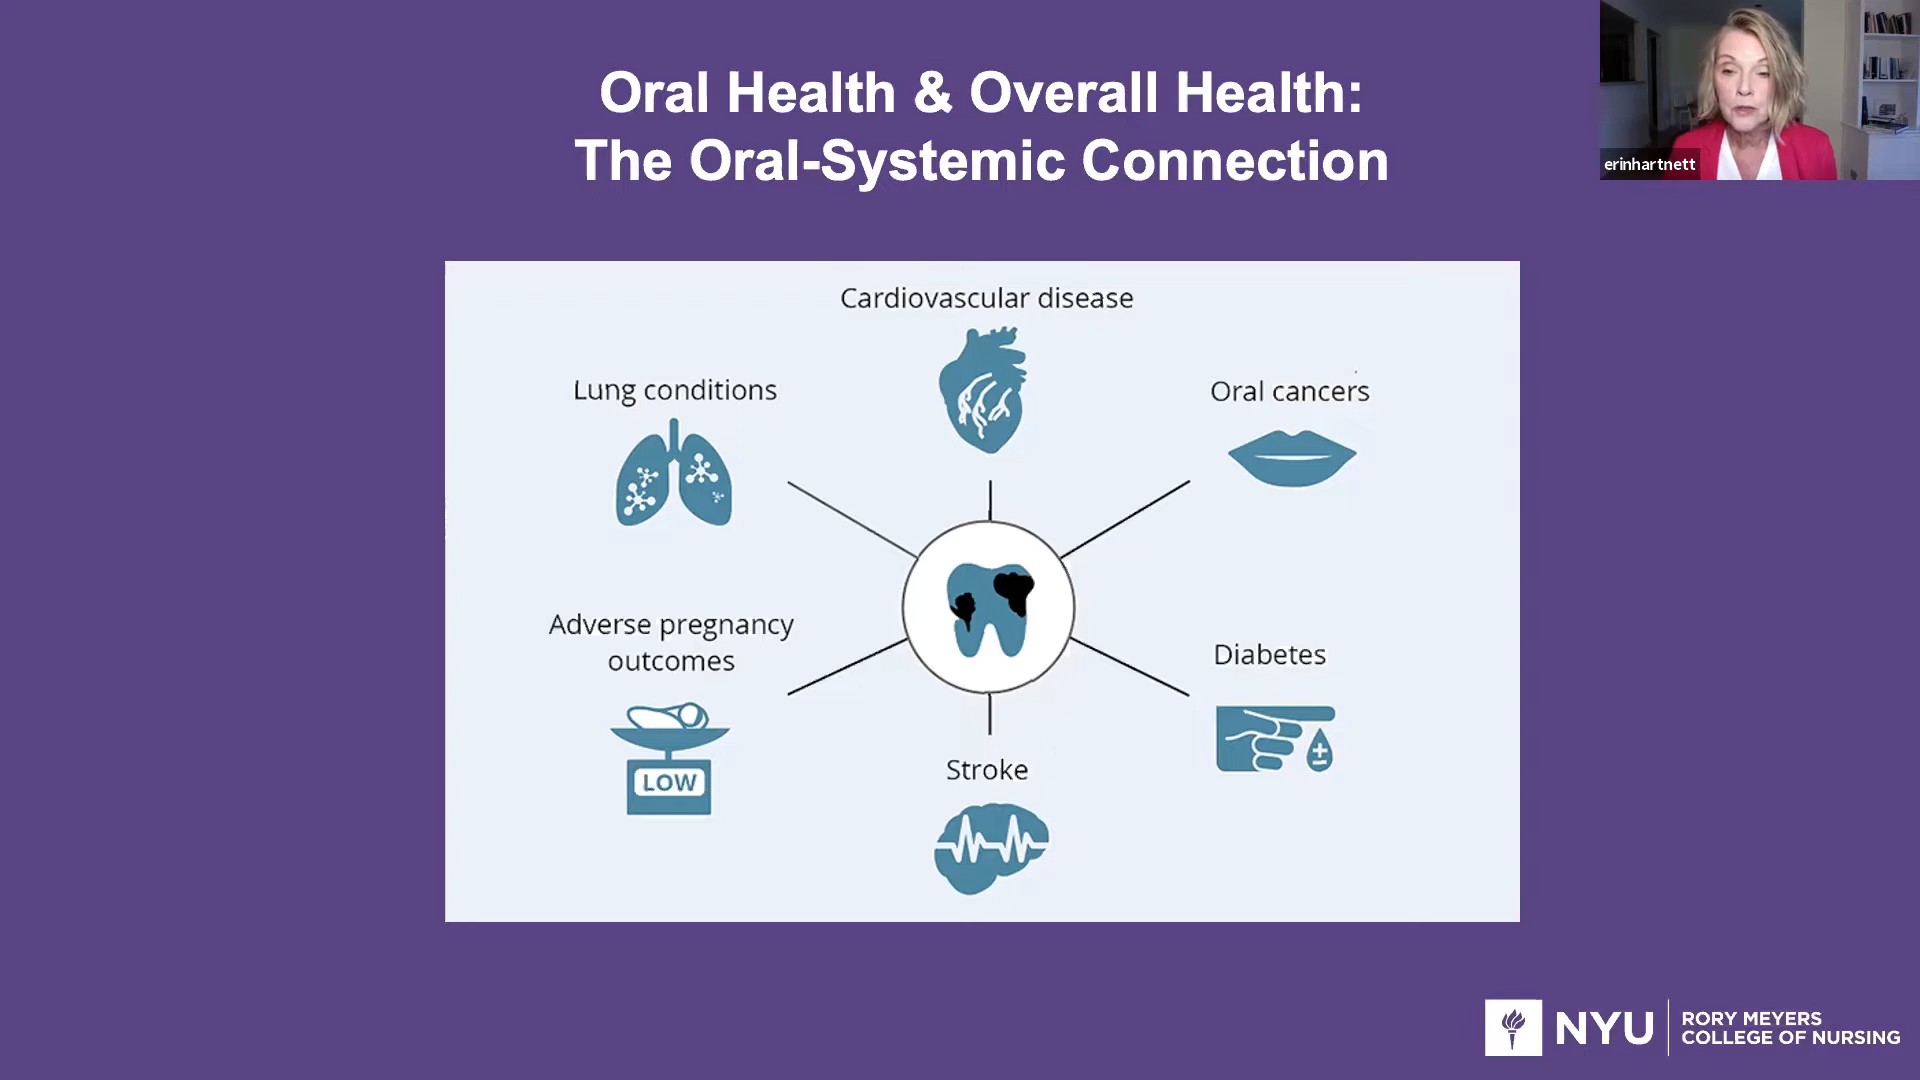 Oral Health & Overall Health:
The Oral-Systemic Connection
erinhartnett
Cardiovascular disease
Lung conditions
Oral cancers
Adverse pregnancy
outcomes
LOW
Diabetes
Stroke
NYU
RORY MEYERS
COLLEGE OF NURSING